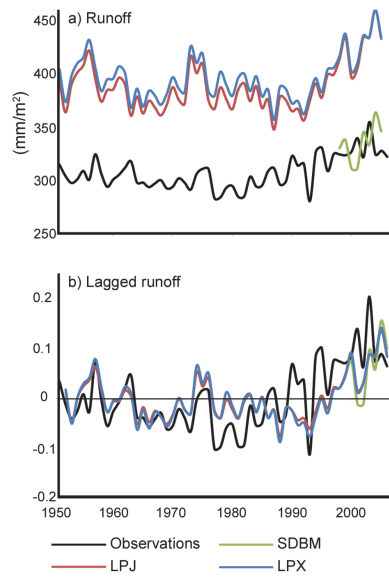 a) Runoff
(mm/m²)
450
400
350
300
250
b) Lagged runoff
0.2
0.1
0
-0.1
-0.2
1950 1960 1970 1980 1990 2000
Observations SDBM
LPJ LPX